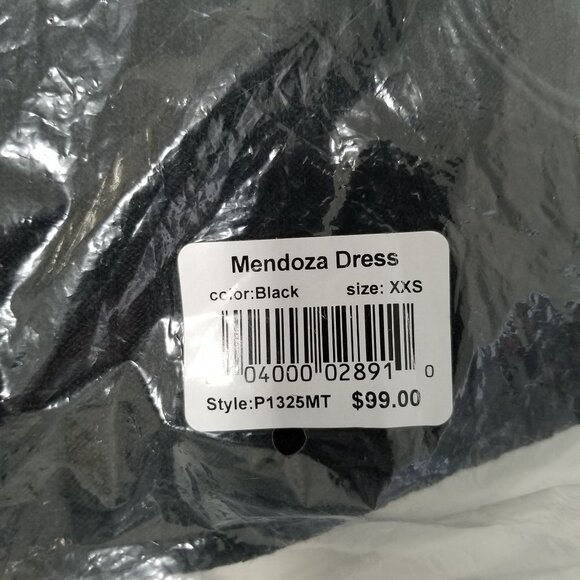 Mendoza Dress
color:Black size: XXS
04000 02891 0
Style:P1325MT $99.00